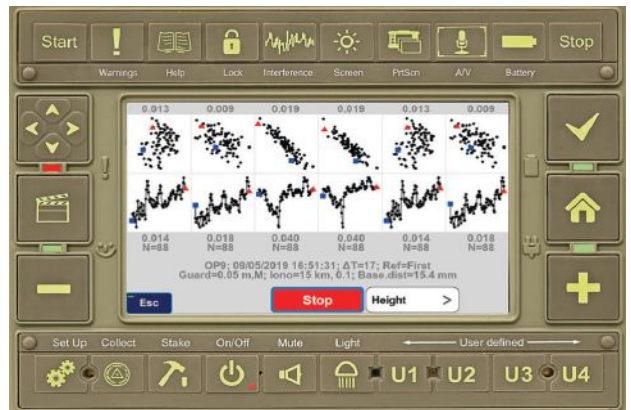 Start Stop
Warnings Help Lock Interference Screen PrtScn A/V Battery
0.013 0.009 0.019 0.019 0.013 0.009
0.014 0.018 0.040 0.040 0.014 0.018
N=88 N=88 N=88 N=88 N=88 N=88
OP9; 09/05/2019 16:51:31; ΔT=17; Ref=First
Guard=0.05 m,M; Iono=15 km, 0.1; Base.dist=15.4 mm
Esc Stop Height >
Set Up Collect Stake On/Off Mute Light User defined
U1 U2 U3 U4